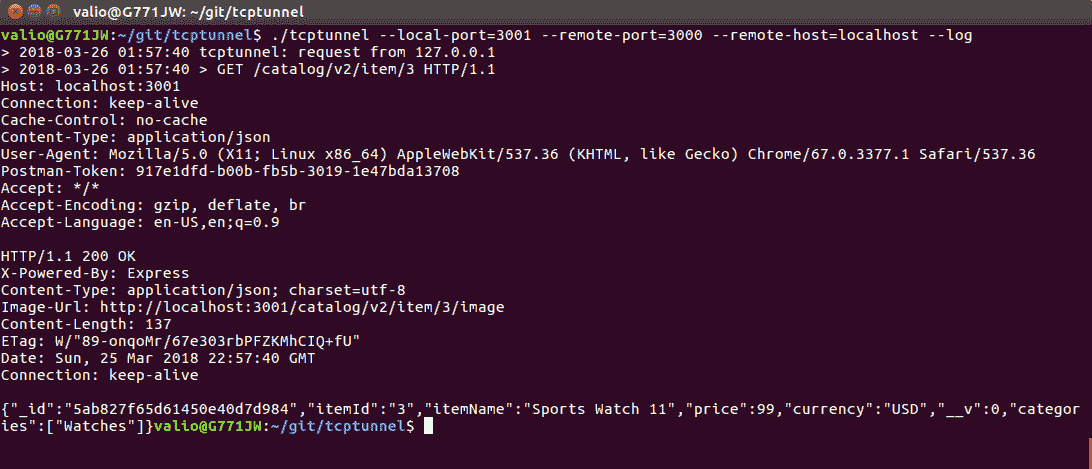 valio@G771JW: ~/git/tcptunnel
valio@G771JW:~/git/tcptunnel$ ./tcptunnel --local-port=3001 --remote-port=3000 --remote-host=localhost --log
> 2018-03-26 01:57:40 tcptunnel: request from 127.0.0.1
> 2018-03-26 01:57:40 > GET /catalog/v2/item/3 HTTP/1.1
Host: localhost:3001
Connection: keep-alive
Cache-Control: no-cache
Content-Type: application/json
User-Agent: Mozilla/5.0 (X11; Linux x86_64) AppleWebKit/537.36 (KHTML, like Gecko) Chrome/67.0.3377.1 Safari/537.36
Postman-Token: 917e1dfd-b00b-fb5b-3019-1e47bda13708
Accept: */*
Accept-Encoding: gzip, deflate, br
Accept-Language: en-US,en;q=0.9
HTTP/1.1 200 OK
X-Powered-By: Express
Content-Type: application/json; charset=utf-8
Image-Url: http://localhost:3001/catalog/v2/item/3/image
Content-Length: 137
ETag: W/"89-onqoMr/67e303rbPFZKMhCIQ+fU"
Date: Sun, 25 Mar 2018 22:57:40 GMT
Connection: keep-alive
{"_id":"5ab827f65d61450e40d7d984","itemId":"3","itemName":"Sports Watch 11","price":99,"currency":"USD","__v":0,"categor
ies":["Watches"]}valio@G771JW:~/git/tcptunnel$